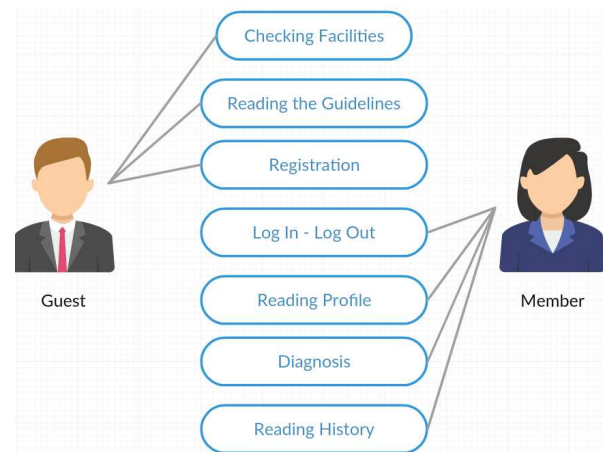 Checking Facilities
Reading the Guidelines
Registration
Log In - Log Out
Guest
Reading Profile
Member
Diagnosis
Reading History